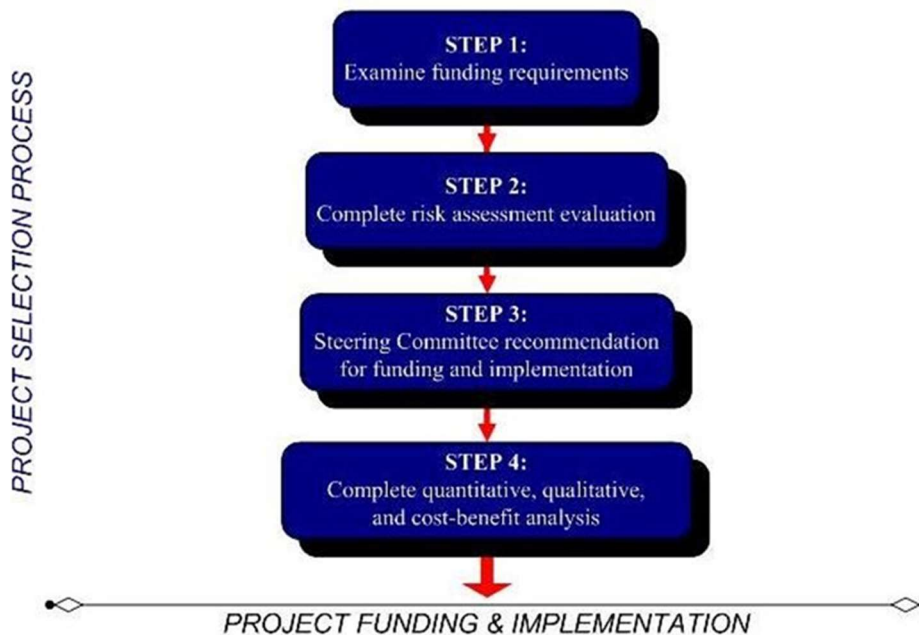 PROJECT SELECTION PROCESS
STEP 1:
Examine funding requirements
STEP 2:
Complete risk assessment evaluation
STEP 3:
Steering Committee recommendation
for funding and implementation
STEP 4:
Complete quantitative, qualitative,
and cost-benefit analysis
PROJECT FUNDING & IMPLEMENTATION